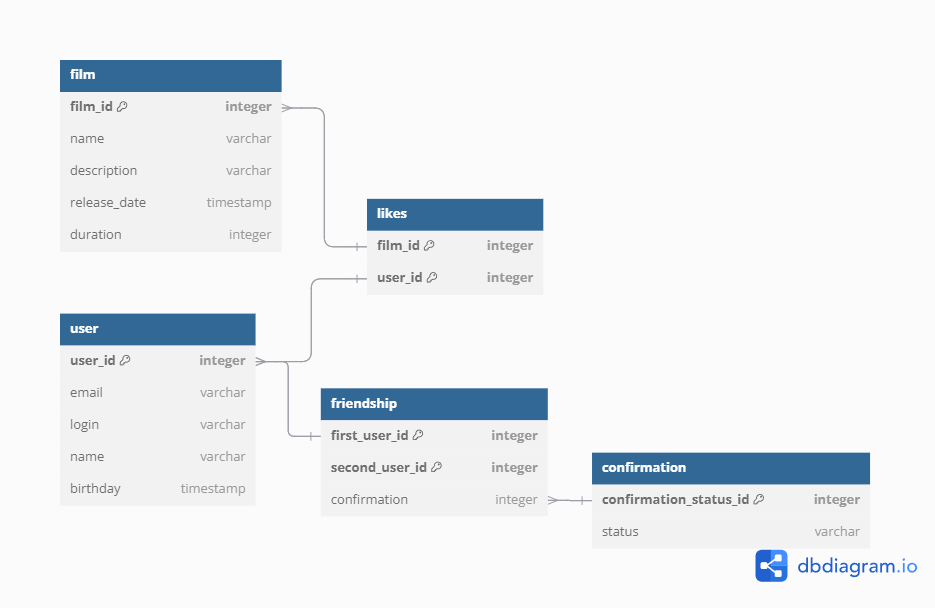 film
film_id integer
name varchar
description varchar
release_date timestamp
duration integer
likes
film_id integer
user_id integer
user
user_id integer
email varchar
login varchar
name varchar
birthday timestamp
friendship
first_user_id integer
second_user_id integer
confirmation integer
confirmation
confirmation_status_id integer
status varchar
dbdiagram.io